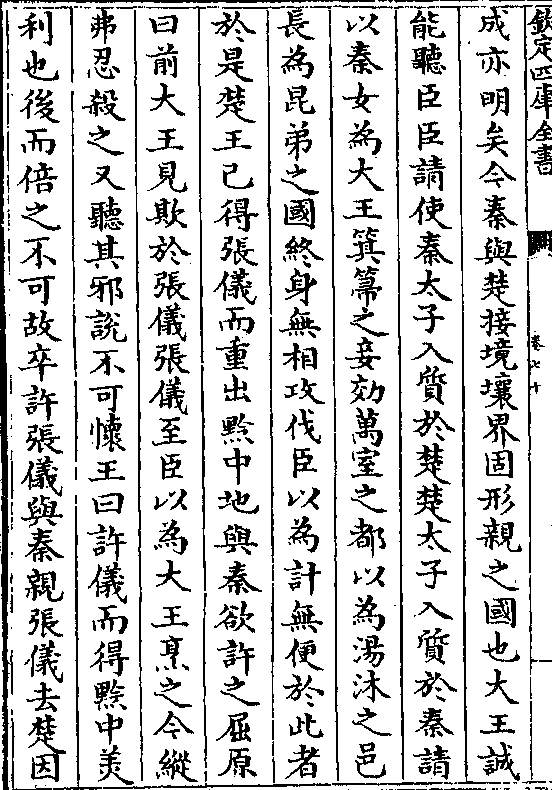 欽定四庫全書
卷七十
成亦明矣今秦與楚接境壤界固形親之國也大王誠
能聽臣臣請使秦太子入質於楚楚太子入質於秦請
以秦女為大王箕箒之妾効萬室之都以為湯沐之邑
長為昆弟之國終身無相攻伐臣以為計無便於此者
於是楚王已得張儀而重出黔中地與秦欲許之屈原
曰前大王見欺於張儀張儀至臣以為大王烹之今縱
弗忍殺之又聽其邪說不可懐王曰許儀而得黔中美
利也後而倍之不可故卒許張儀與秦親張儀去楚因